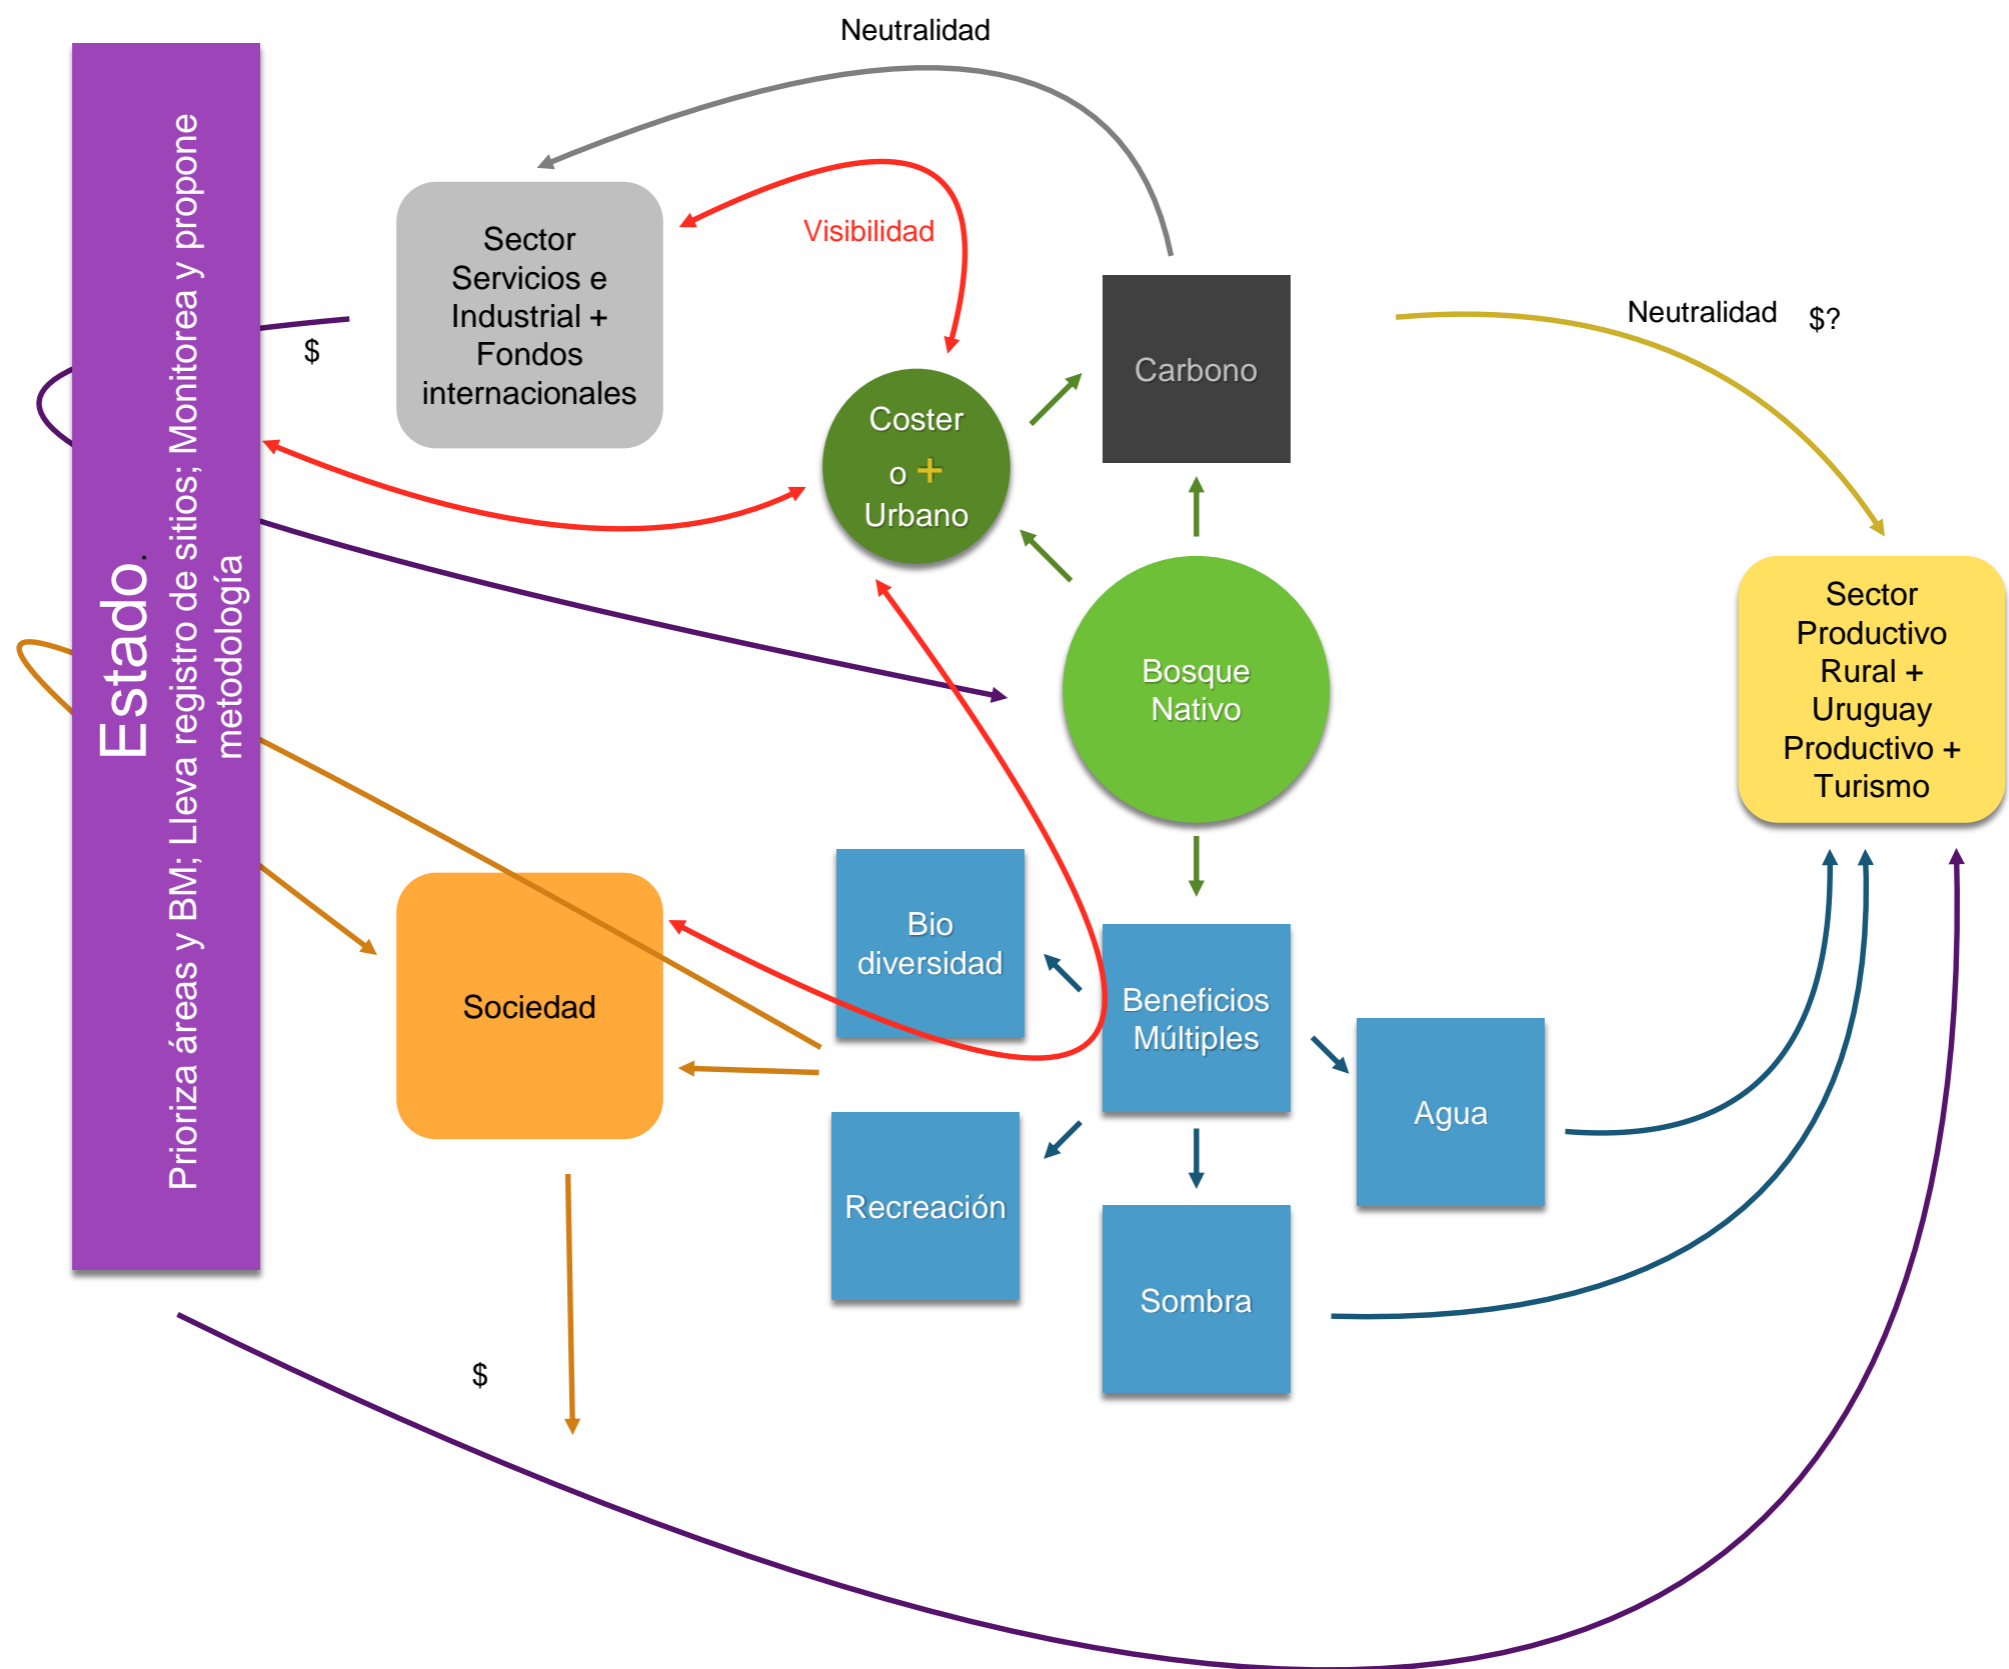 Neutralidad
Estado.
Prioriza áreas y BM; Lleva registro de sitios; Monitorea y propone
metodología
Sector
Servicios e
Industrial +
Fondos
internacionales
$
Visibilidad
Coster
o +
Urbano
Carbono
Neutralidad $?
Bosque
Nativo
Sector
Productivo
Rural +
Uruguay
Productivo +
Turismo
Sociedad
Bio
diversidad
Beneficios
Múltiples
Agua
Recreación
Sombra
$